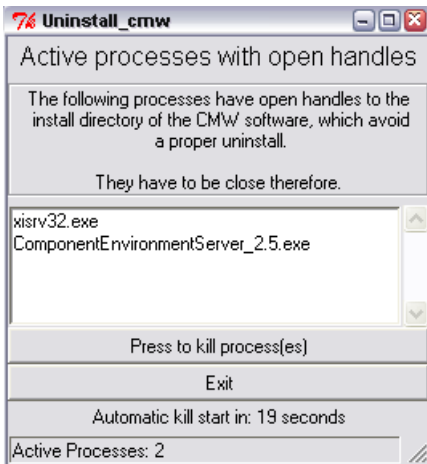 Uninstall_cmw
Active processes with open handles
The following processes have open handles to the
install directory of the CMW software, which avoid
a proper uninstall.
They have to be close therefore.
xisrv32.exe
ComponentEnvironmentServer_2.5.exe
Press to kill process(es)
Exit
Automatic kill start in: 19 seconds
Active Processes: 2